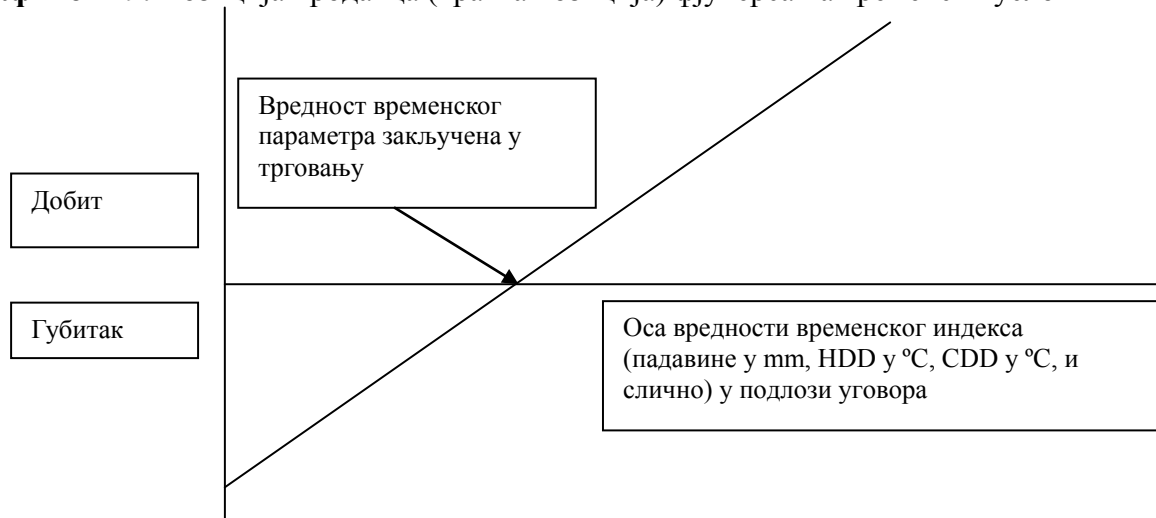 Вредност временског
параметра закључена у
трговању
Добит
Губитак
Оса вредности временског индекса
(падавине у mm, HDD у ºC, CDD у ºC, и
слично) у подлози уговора